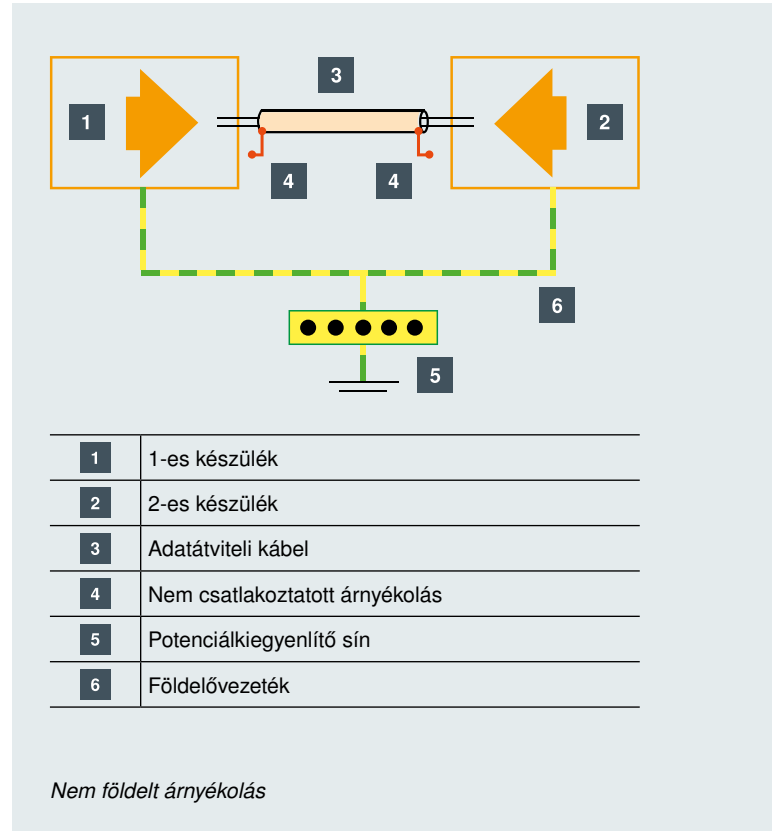 3
1
2
4
4
6
5
1 1-es készülék
2 2-es készülék
3 Adatátviteli kábel
4 Nem csatlakoztatott árnyékolás
5 Potenciálkiegyenlítő sín
6 Földelővezeték
Nem földelt árnyékolás